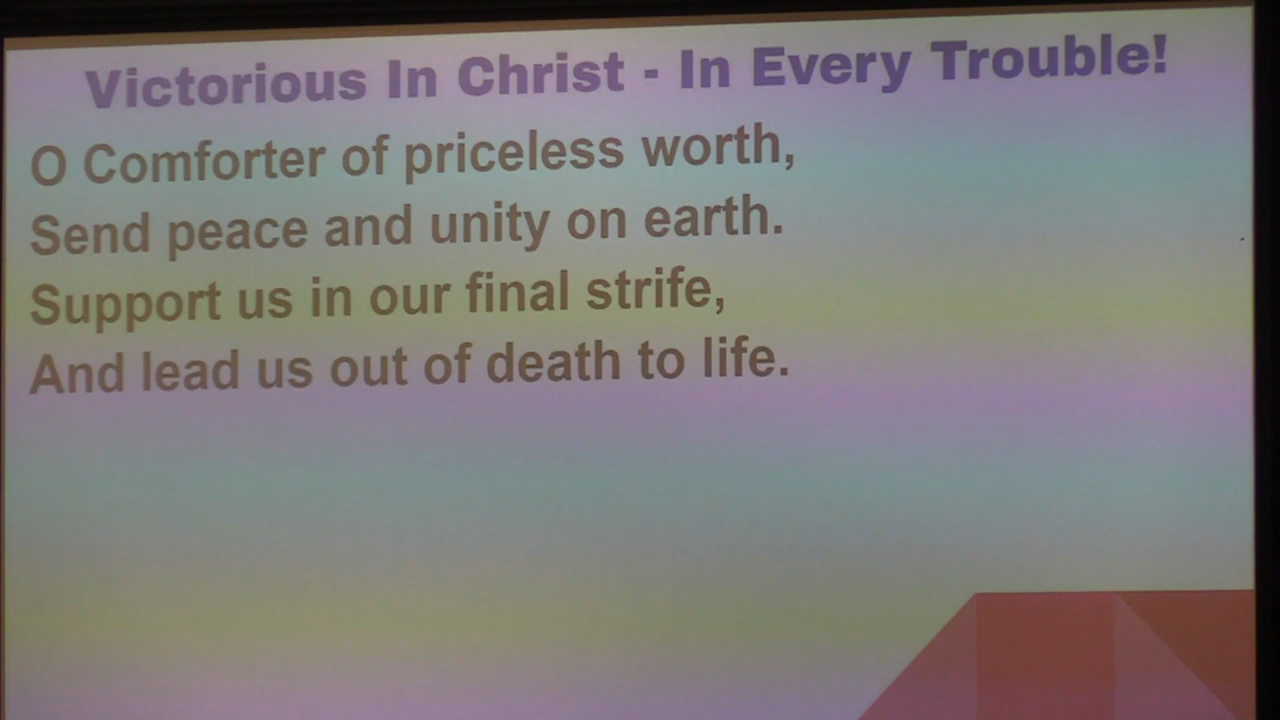 Victorious In Christ - In Every Trouble!
O Comforter of priceless worth,
Send peace and unity on earth.
Support us in our final strife,
And lead us out of death to life.